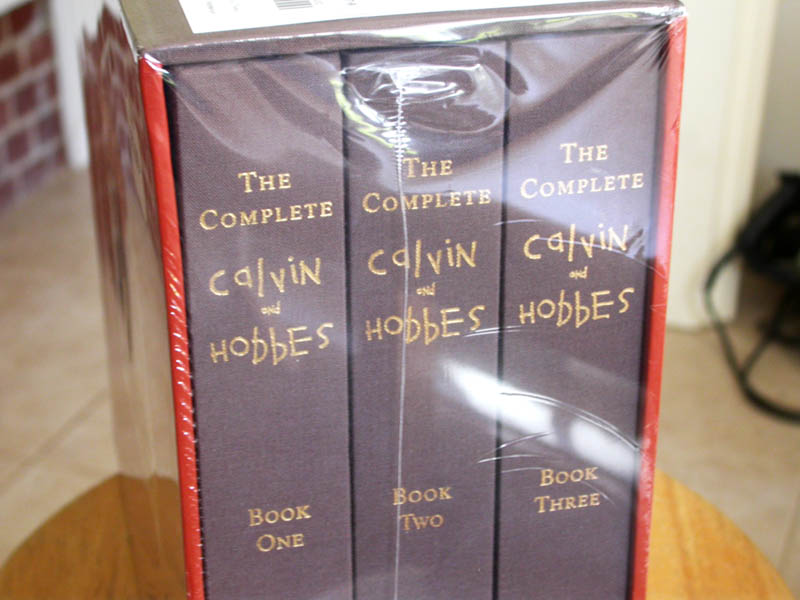 THE
COMPLETE
CALVIN
AND
HOBBES
BOOK
ONE
THE
COMPLETE
CALVIN
AND
HOBBES
BOOK
TWO
THE
COMPLETE
CALVIN
AND
HOBBES
BOOK
THREE